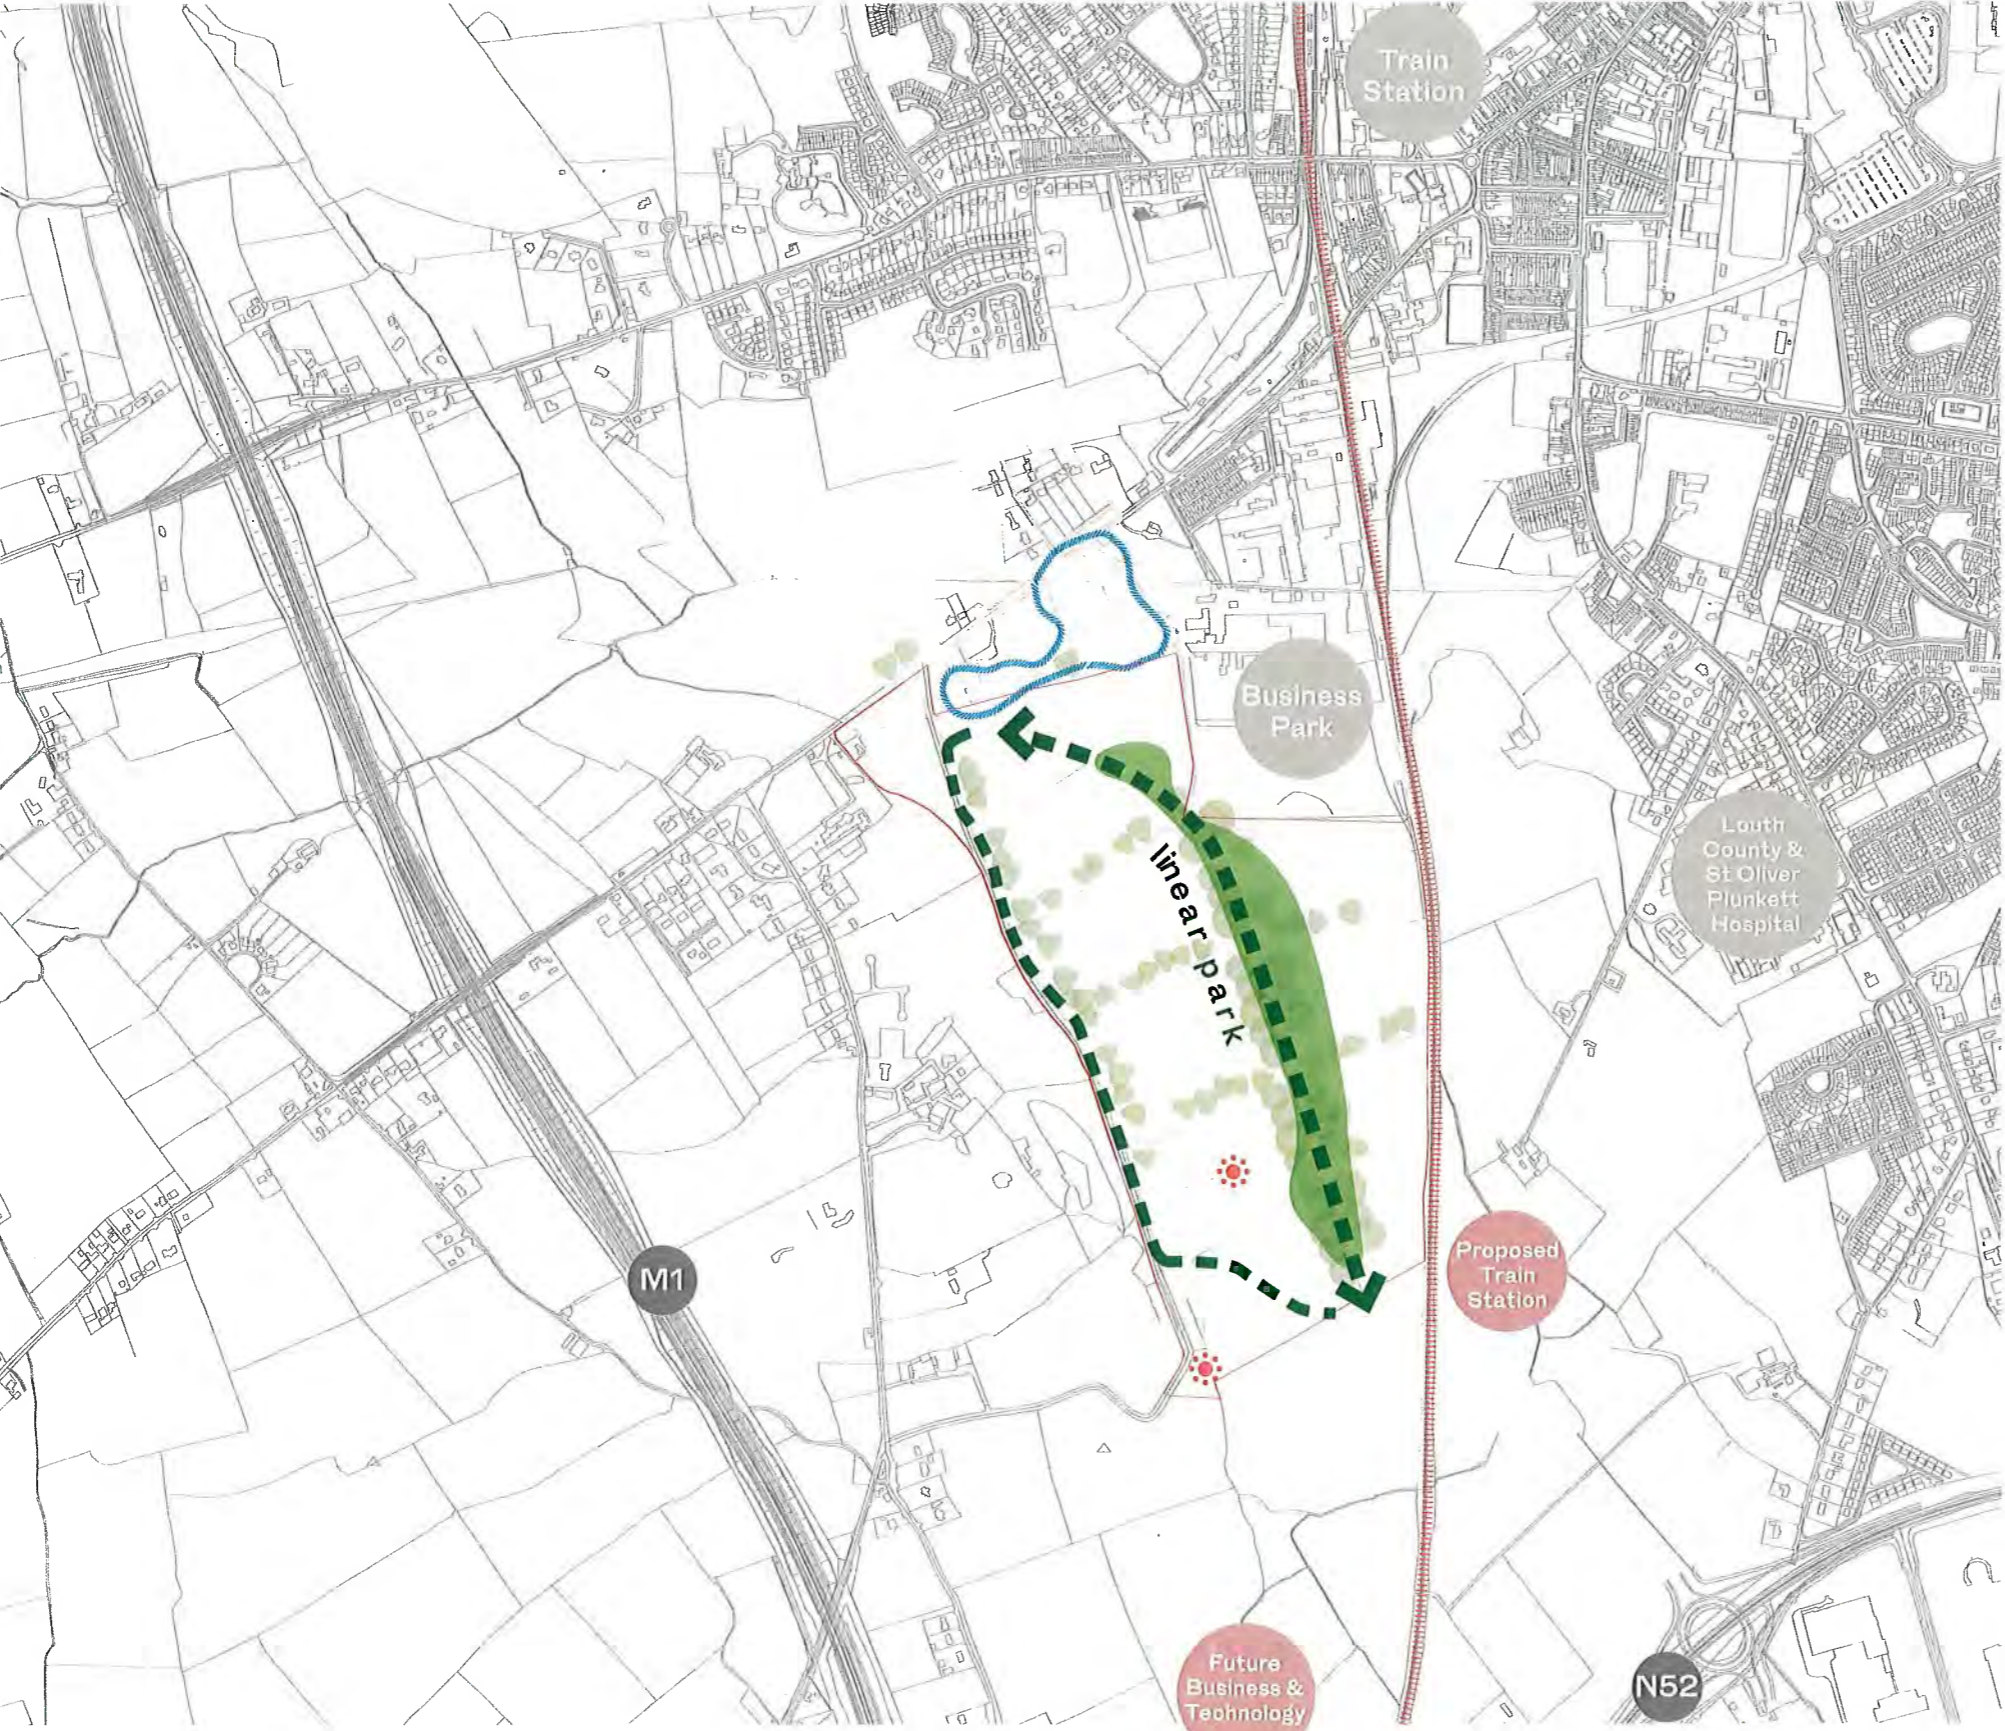 Train
Station
Business
Park
Louth
County &
St Oliver
Plunkett
Hospital
linear park
M1
Proposed
Train
Station
Future
Business &
Technology
N52